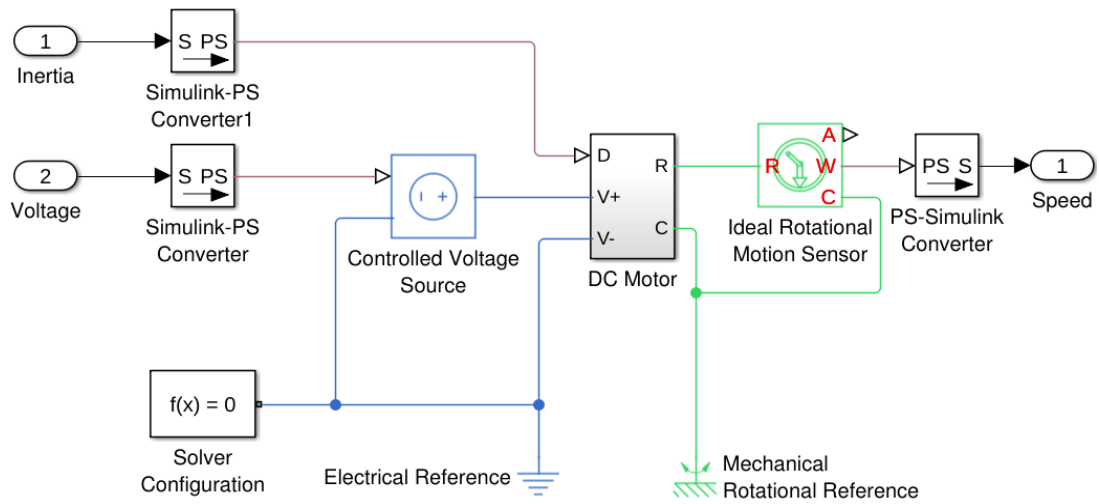 1
Inertia
S PS
Simulink-PS
Converter1
2
Voltage
S PS
Simulink-PS
Converter
- +
Controlled Voltage
Source
D
V+
V-
R
C
DC Motor
R
A
W
C
Ideal Rotational
Motion Sensor
PS S
PS-Simulink
Converter
1
Speed
f(x) = 0
Solver
Configuration
Electrical Reference
Mechanical
Rotational Reference